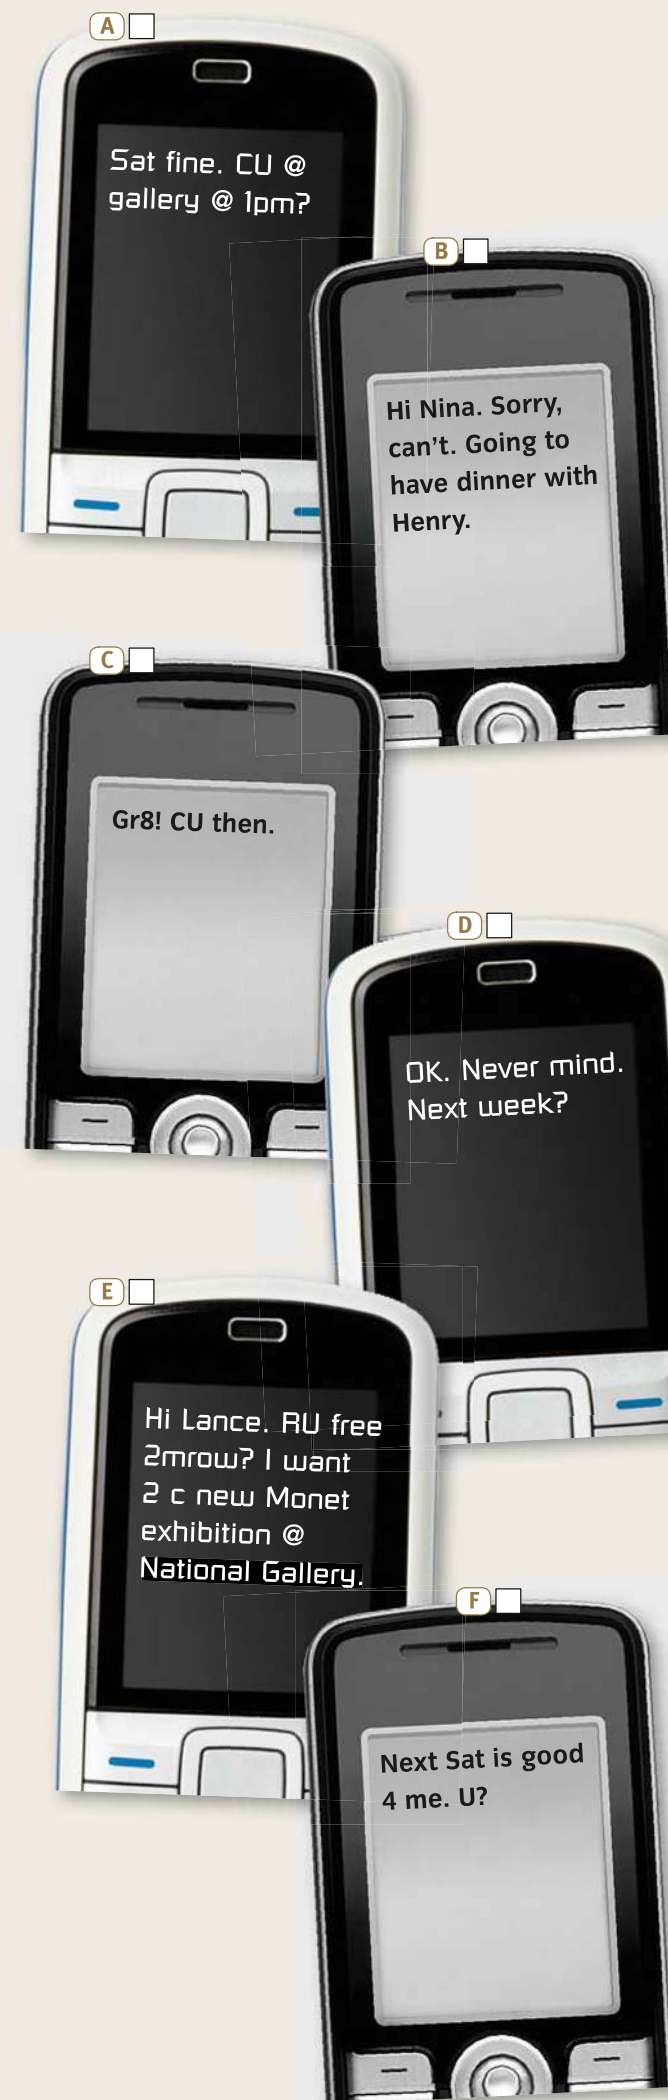 A
Sat fine. CU @
gallery @ 1pm?
B
Hi Nina. Sorry,
can't. Going to
have dinner with
Henry.
C
Gr8! CU then.
D
OK. Never mind.
Next week?
E
Hi Lance. RU free
2mrow? I want
2 c new Monet
exhibition @
National Gallery.
F
Next Sat is good
4 me. U?